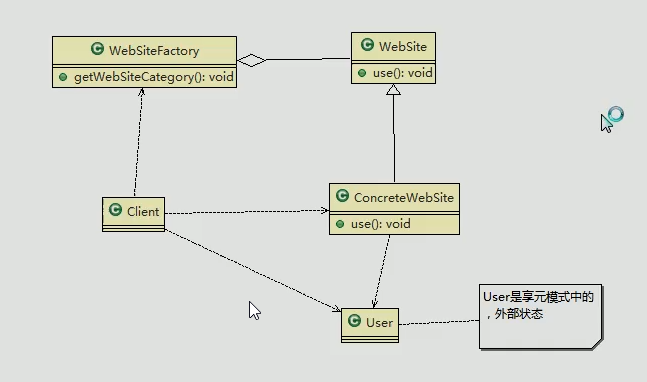 WebSiteFactory
getWebSiteCategory(): void
WebSite
use(): void
Client
ConcreteWebSite
use(): void
User
User是享元模式中的
，外部状态